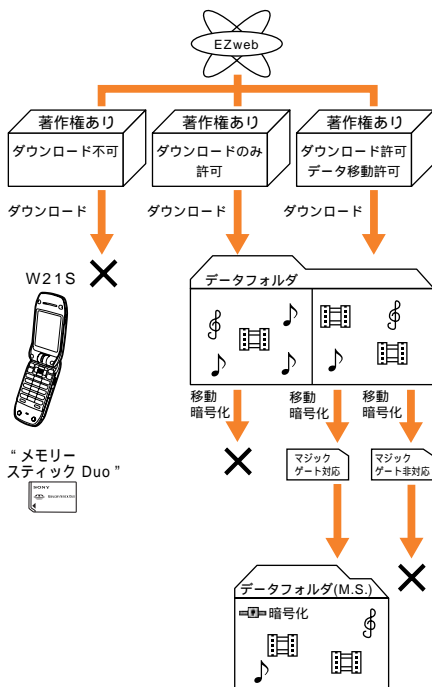 EZweb
著作権あり
ダウンロード不可
著作権あり
ダウンロードのみ
許可
著作権あり
ダウンロード許可
データ移動許可
ダウンロード
ダウンロード
ダウンロード
W21S
データフォルダ
移動
暗号化
移動
暗号化
移動
暗号化
“メモリー
スティック Duo”
SONY
マジック
ゲート対応
マジック
ゲート非対応
データフォルダ(M.S.)
暗号化